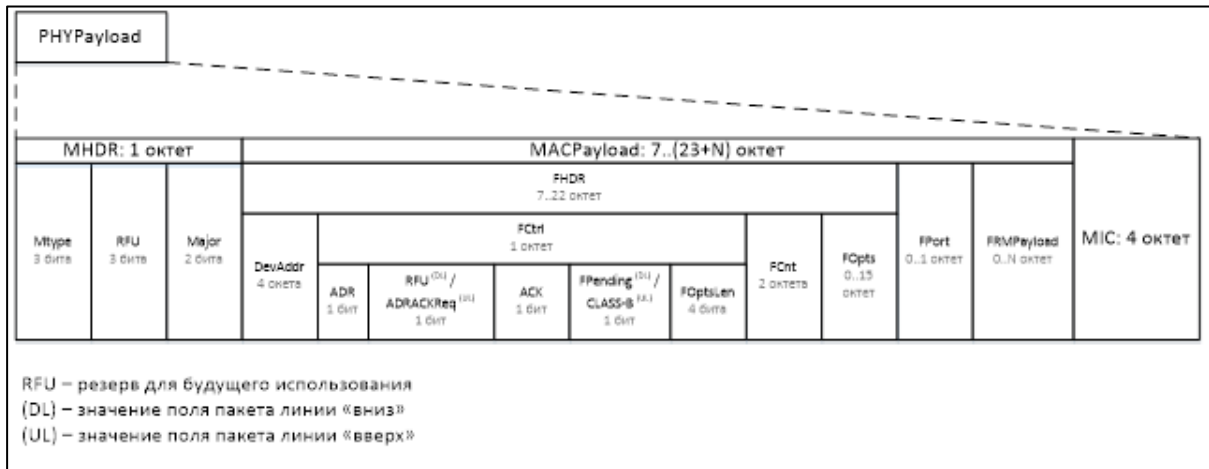 PHYPayload
MHDR: 1 октет
MACPayload: 7..(23+N) октет
MIC: 4 октет
Mtype
3 бита
RFU
3 бита
Major
2 бита
FHDR
7..22 октет
DevAddr
4 окета
FCtrl
1 октет
ADR
1 бит
RFU (DL) /
ADRACKReq (UL)
1 бит
ACK
1 бит
FPending (DL) /
CLASS-B (UL)
1 бит
FOptsLen
4 бита
FCnt
2 октета
FOpts
0..15
октет
FPort
0..1 октет
FRMPayload
0..N октет
RFU – резерв для будущего использования
(DL) – значение поля пакета линии «вниз»
(UL) – значение поля пакета линии «вверх»